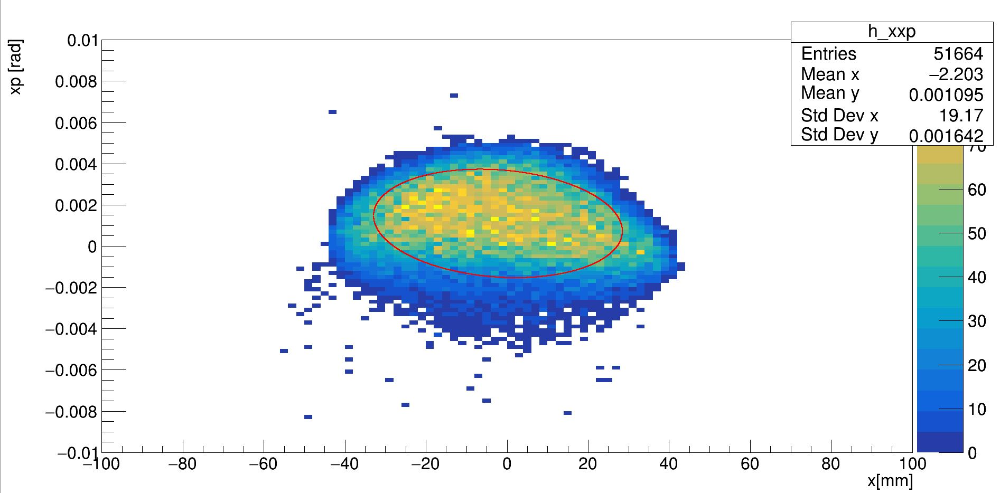 xp [rad]
0.01
0.008
0.006
0.004
0.002
0
−0.002
−0.004
−0.006
−0.008
−0.01
h_xxp
Entries 51664
Mean x −2.203
Mean y 0.001095
Std Dev x 19.17
Std Dev y 0.001642
70
60
50
40
30
20
10
0
−100 −80 −60 −40 −20 0 20 40 60 80 100
x[mm]